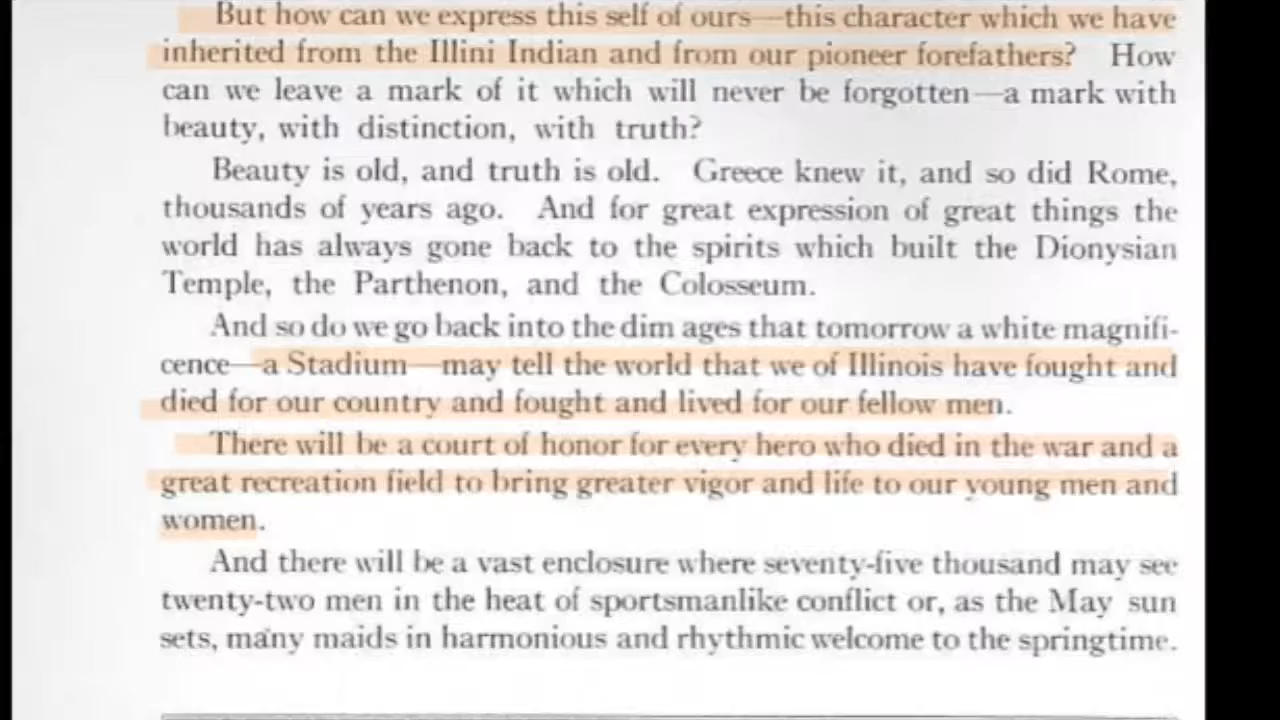 But how can we express this self of ours—this character which we have
inherited from the Illini Indian and from our pioneer forefathers? How
can we leave a mark of it which will never be forgotten—a mark with
beauty, with distinction, with truth?
Beauty is old, and truth is old. Greece knew it, and so did Rome,
thousands of years ago. And for great expression of great things the
world has always gone back to the spirits which built the Dionysian
Temple, the Parthenon, and the Colosseum.
And so do we go back into the dim ages that tomorrow a white magnifi-
cence—a Stadium—may tell the world that we of Illinois have fought and
died for our country and fought and lived for our fellow men.
There will be a court of honor for every hero who died in the war and a
great recreation field to bring greater vigor and life to our young men and
women.
And there will be a vast enclosure where seventy-five thousand may see
twenty-two men in the heat of sportsmanlike conflict or, as the May sun
sets, many maids in harmonious and rhythmic welcome to the springtime.